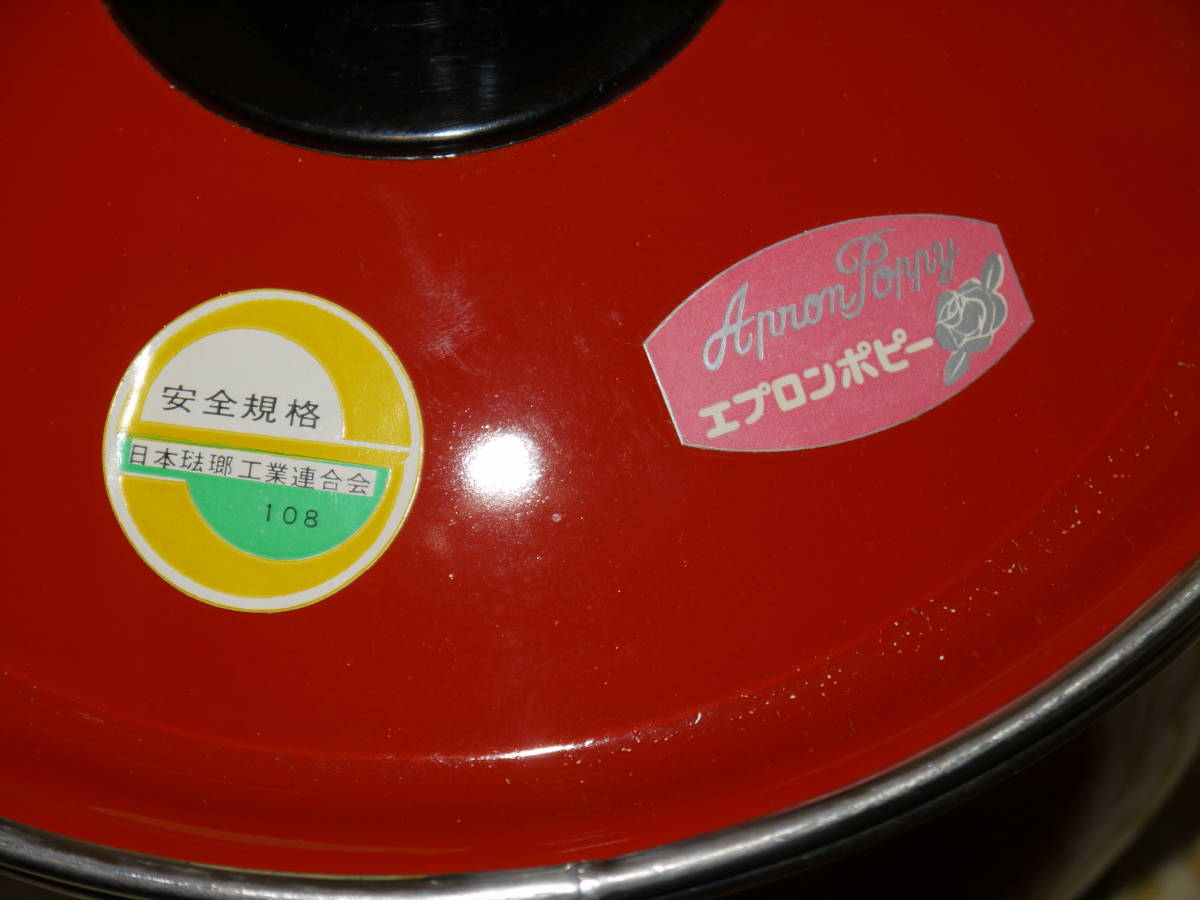 安全規格
日本琺瑯工業連合会
108
Apron Poppy
エプロンポピー